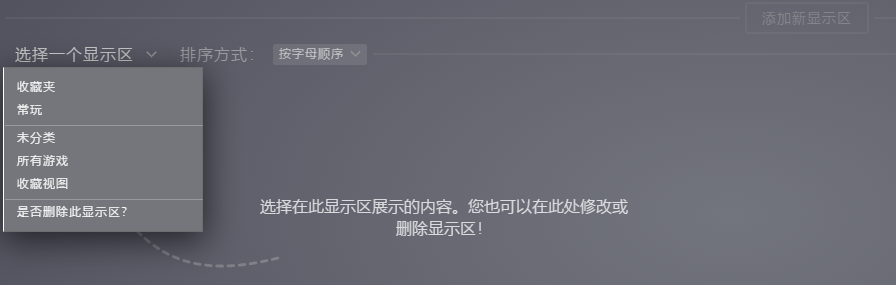 添加新显示区
选择一个显示区 排序方式： 按字母顺序
收藏夹
常玩
未分类
所有游戏
收藏视图
是否删除此显示区？
选择在此显示区展示的内容。您也可以在此处修改或
删除显示区！